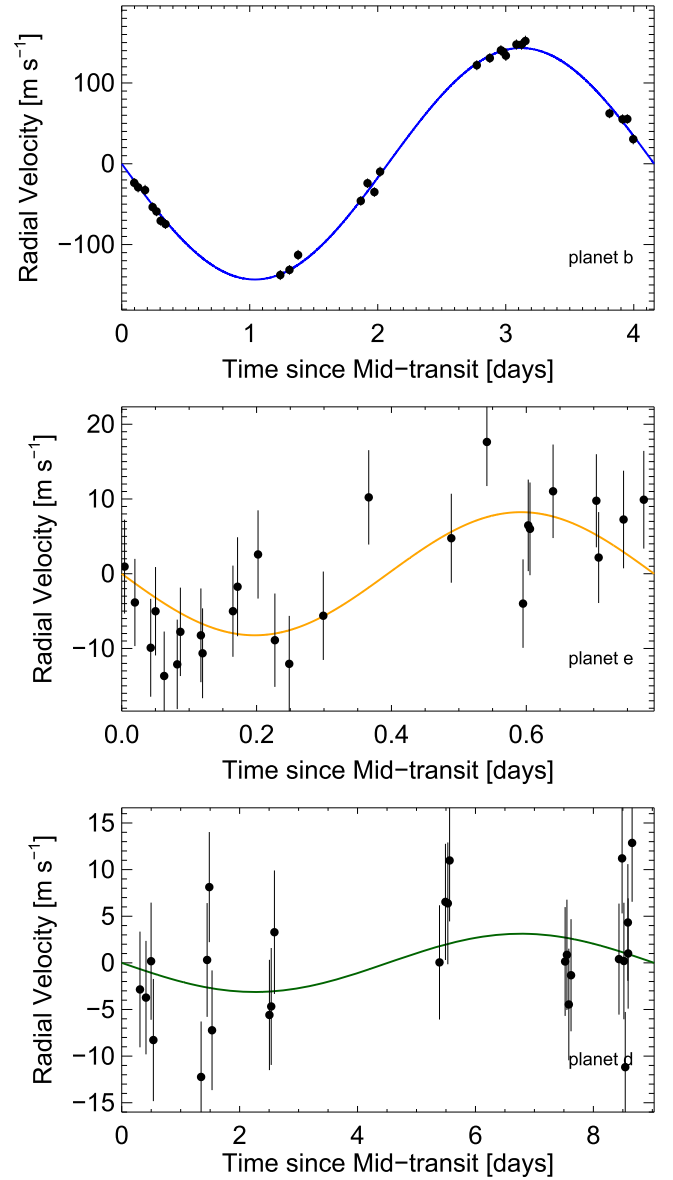 Radial Velocity [m s⁻¹]
100
0
−100
planet b
0 1 2 3 4
Time since Mid−transit [days]
Radial Velocity [m s⁻¹]
20
10
0
−10
planet e
0.0 0.2 0.4 0.6
Time since Mid−transit [days]
Radial Velocity [m s⁻¹]
15
10
5
0
−5
−10
−15
planet d
0 2 4 6 8
Time since Mid−transit [days]